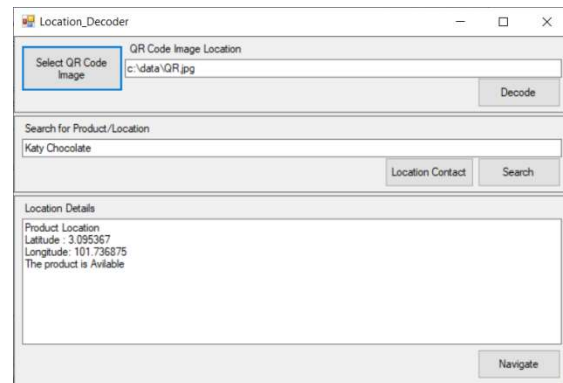 Location_Decoder
QR Code Image Location
Select QR Code
Image
c:\data\QR.jpg
Decode
Search for Product/Location
Katy Chocolate
Location Contact
Search
Location Details
Product Location
Latitude : 3.095367
Longitude: 101.736875
The product is Avilable
Navigate